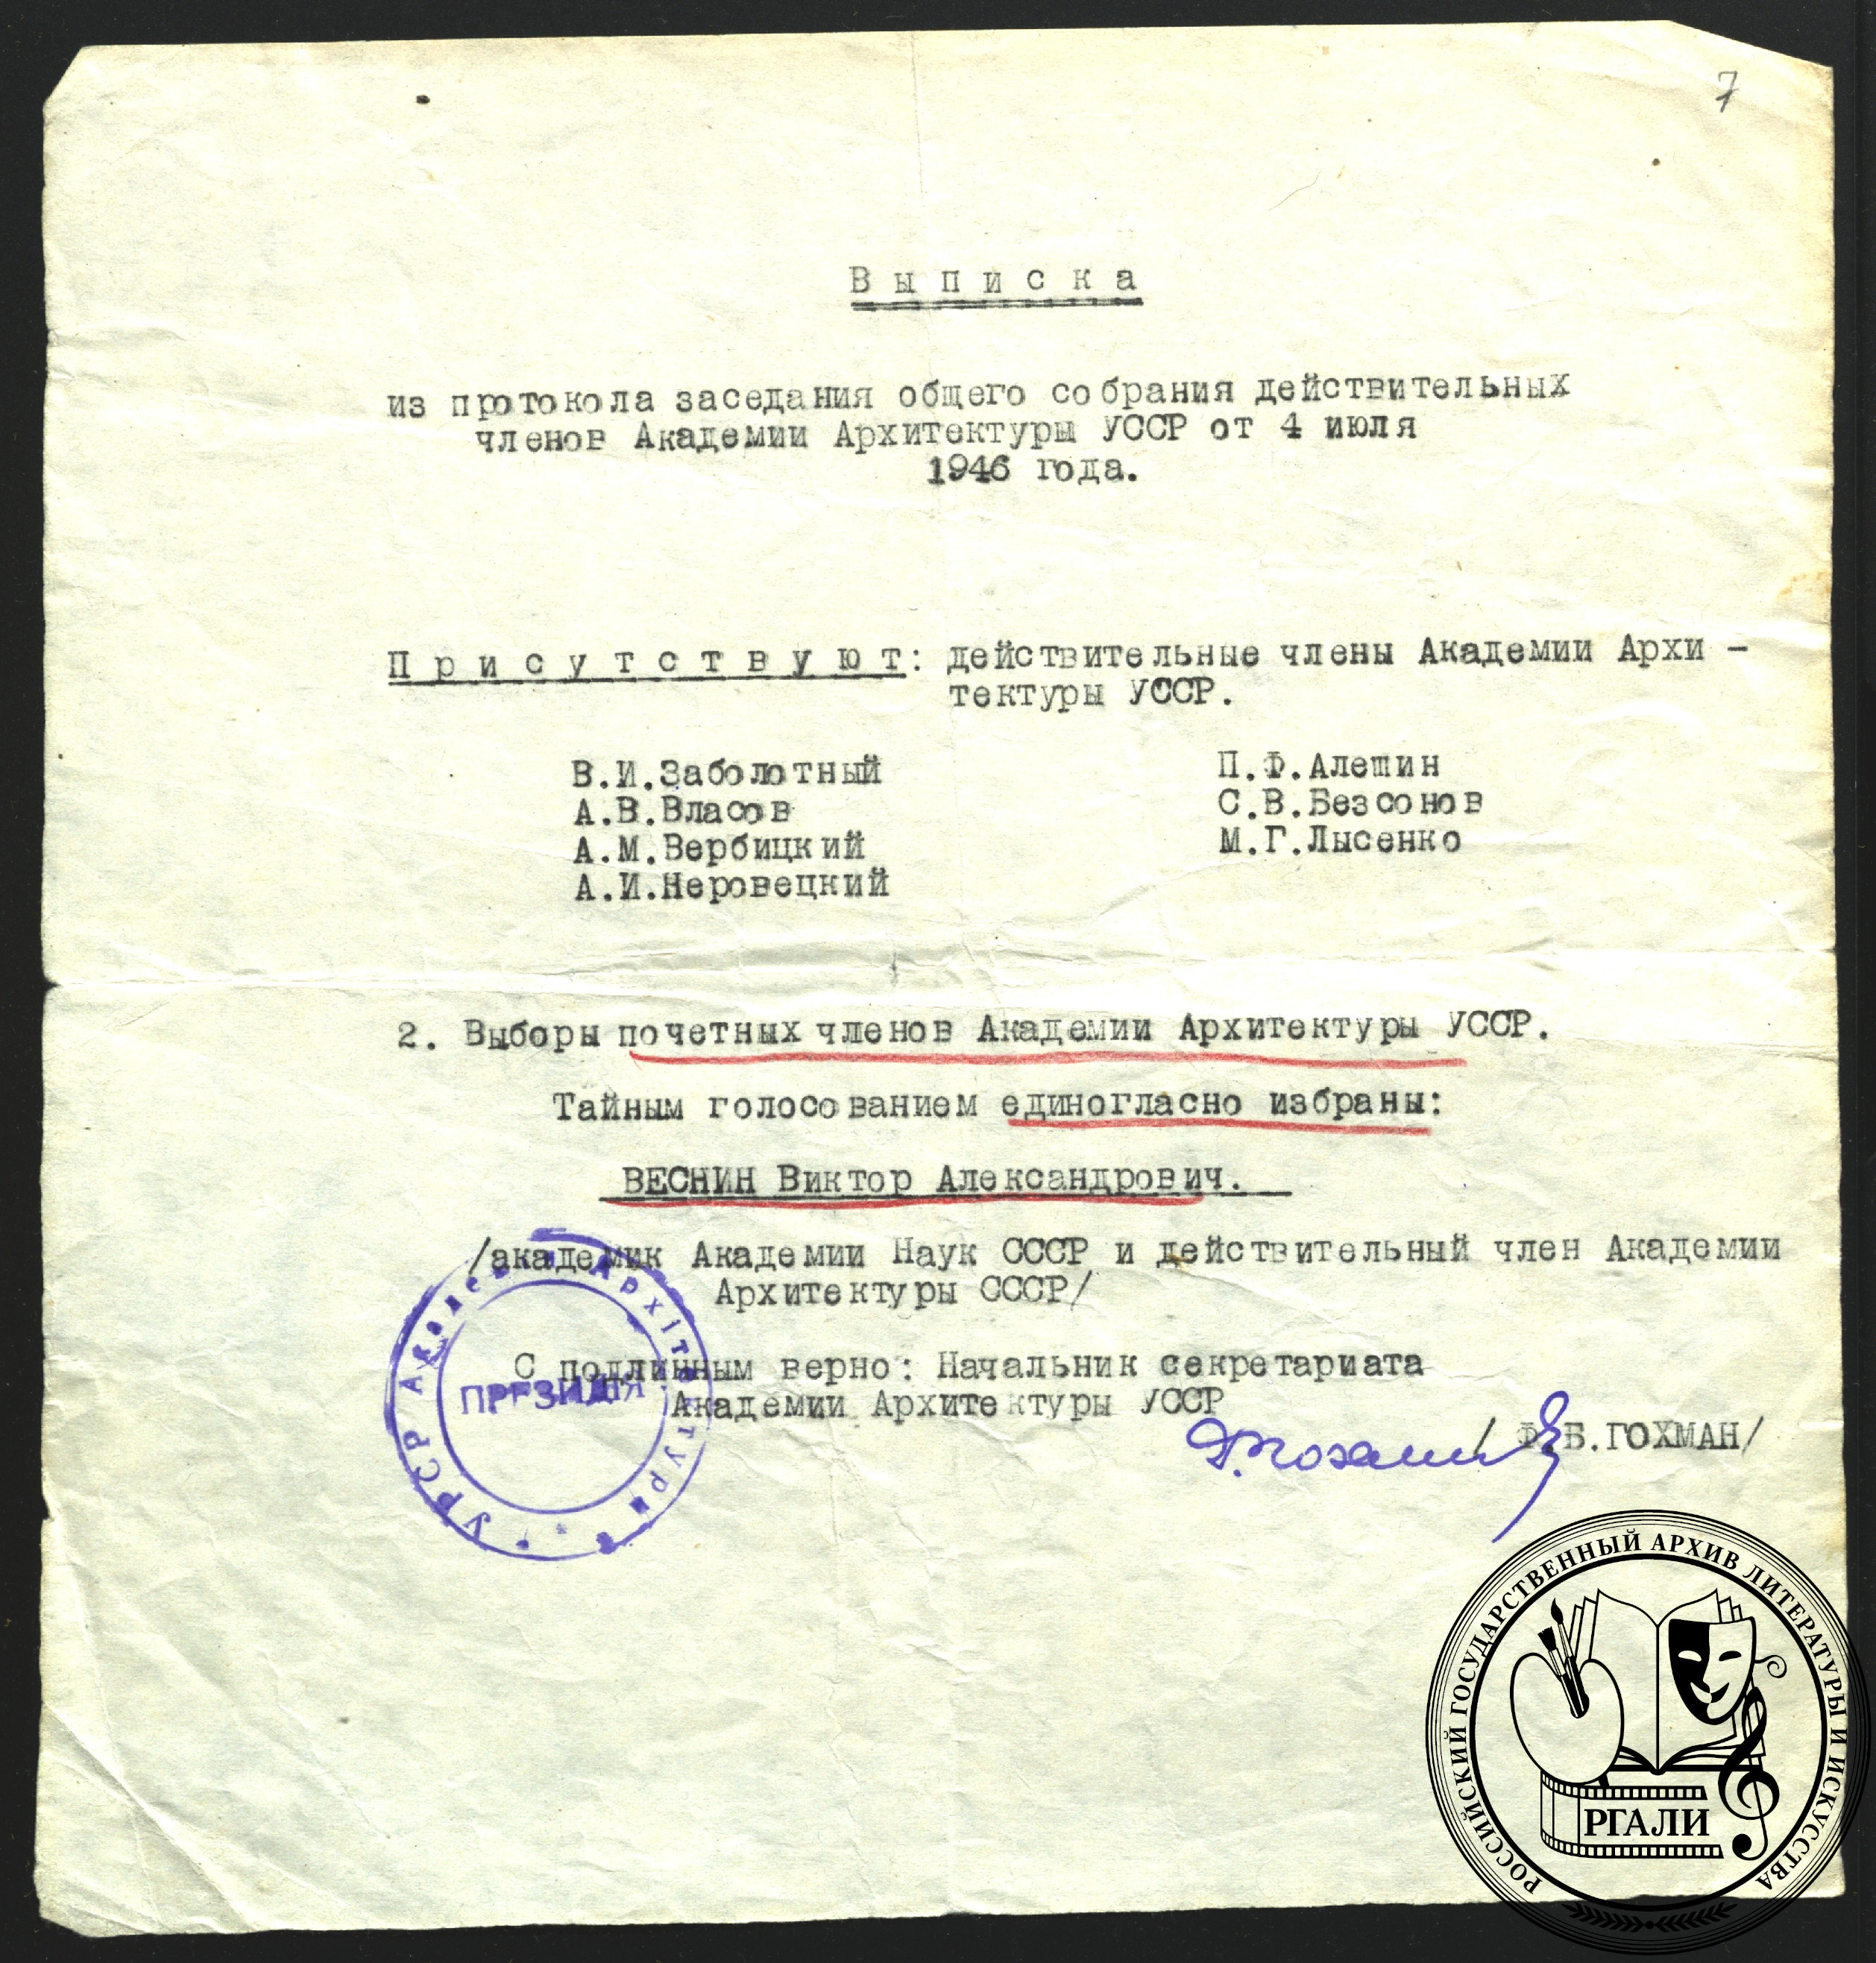 7
Выписка
из протокола заседания общего собрания действительных
членов Академии Архитектуры УССР от 4 июля
1946 года.
Присутствуют: действительные члены Академии Архи -
тектуры УССР.
В.И.Заболотный
А.В.Власов
А.М.Вербицкий
А.И.Неровецкий
П.Ф.Алешин
С.В.Безсонов
М.Г.Лысенко
2. Выборы почетных членов Академии Архитектуры УССР.
Тайным голосованием единогласно избраны:
ВЕСНИН Виктор Александрович.
/академик Академии Наук СССР и действительный член Академии
Архитектуры СССР/
С подлинным верно: Начальник секретариата
Академии Архитектуры УССР
/ Ф.Б.ГОХМАН/
УРСР Архітектури
РОССИЙСКИЙ ГОСУДАРСТВЕННЫЙ АРХИВ ЛИТЕРАТУРЫ И ИСКУССТВА
РГАЛИ